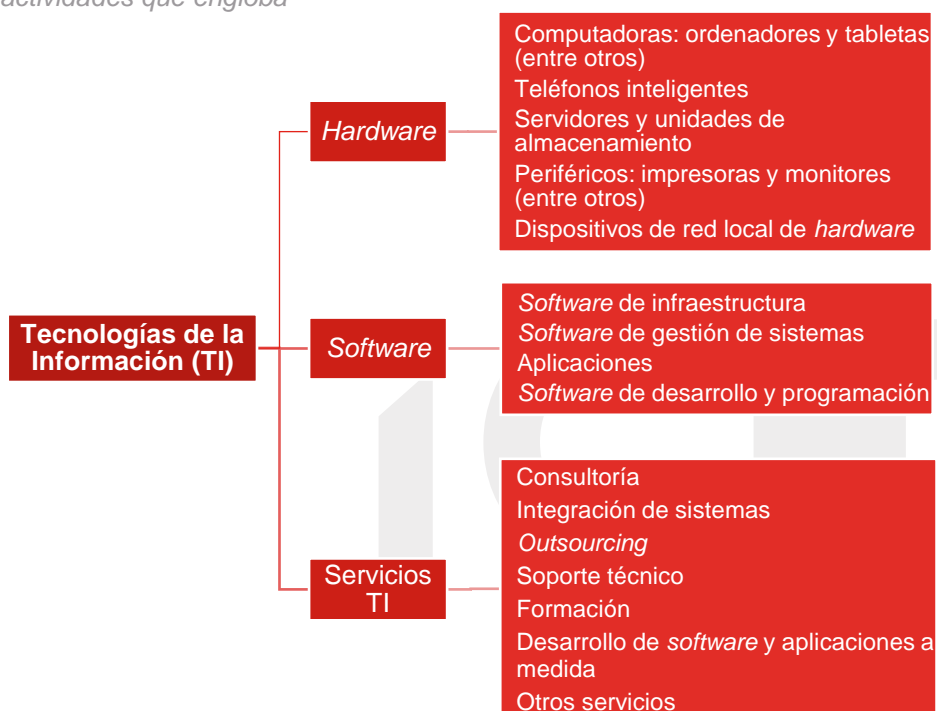 actividades que engloba
Computadoras: ordenadores y tabletas
(entre otros)
Teléfonos inteligentes
Hardware
Servidores y unidades de
almacenamiento
Periféricos: impresoras y monitores
(entre otros)
Dispositivos de red local de hardware
Tecnologías de la
Información (TI)
Software
Software de infraestructura
Software de gestión de sistemas
Aplicaciones
Software de desarrollo y programación
Servicios
TI
Consultoría
Integración de sistemas
Outsourcing
Soporte técnico
Formación
Desarrollo de software y aplicaciones a
medida
Otros servicios